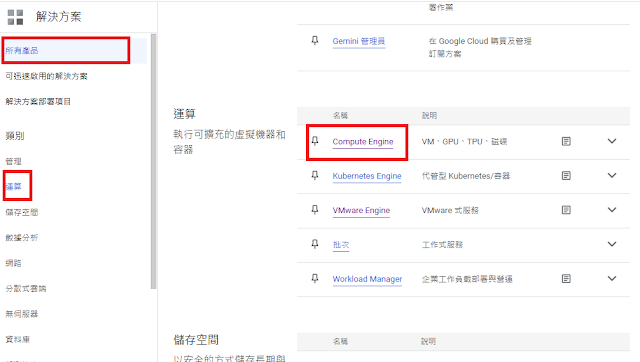 解決方案
所有產品
可迅速啟用的解決方案
解決方案部署項目
類別
管理
運算
儲存空間
數據分析
網路
分散式雲端
無伺服器
資料庫
器作業
Gemini 管理員
在 Google Cloud 購買及管理
訂閱方案
運算
執行可擴充的虛擬機器和
容器
名稱
說明
Compute Engine
VM、GPU、TPU、磁碟
Kubernetes Engine
代管型 Kubernetes/容器
VMware Engine
VMware 式服務
批次
工作式服務
Workload Manager
企業工作負載部署與營運
儲存空間
以安全的方式儲存長期與
名稱
說明